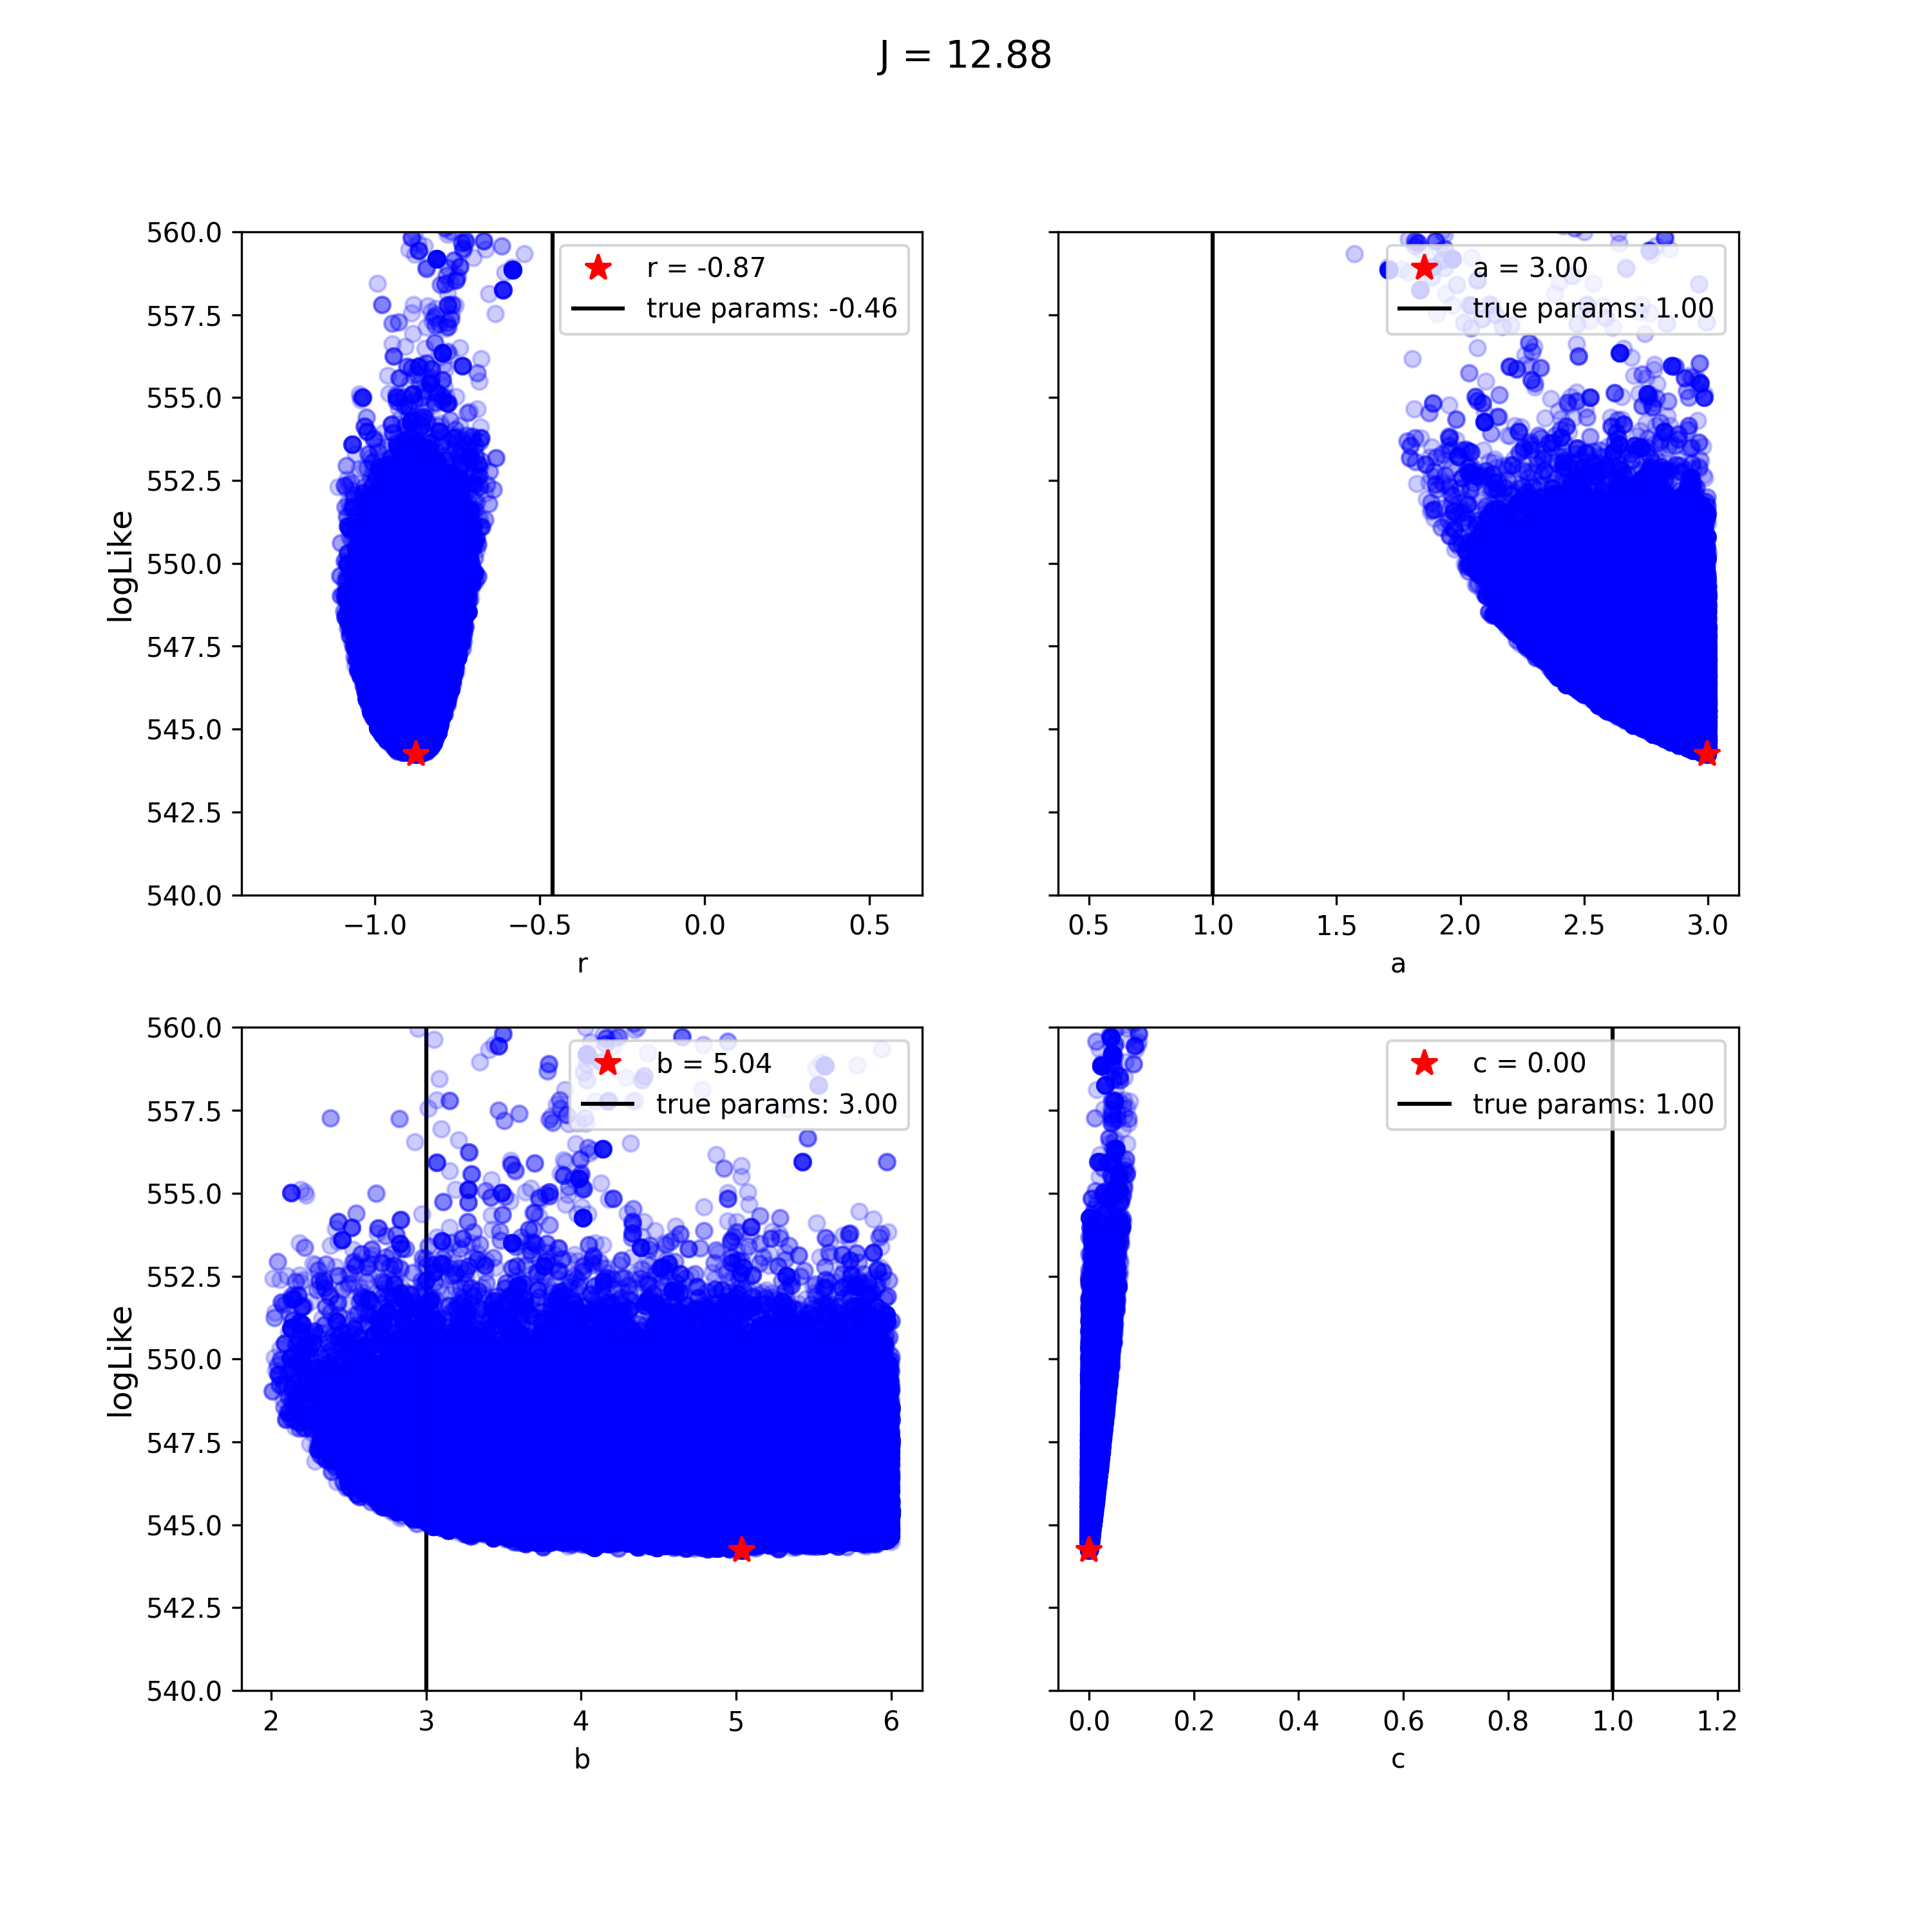 J = 12.88
560.0
557.5
555.0
552.5
550.0
547.5
545.0
542.5
540.0
logLike
r = -0.87
true params: -0.46
−1.0 −0.5 0.0 0.5
r
a = 3.00
true params: 1.00
0.5 1.0 1.5 2.0 2.5 3.0
a
560.0
557.5
555.0
552.5
550.0
547.5
545.0
542.5
540.0
logLike
b = 5.04
true params: 3.00
2 3 4 5 6
b
c = 0.00
true params: 1.00
0.0 0.2 0.4 0.6 0.8 1.0 1.2
c